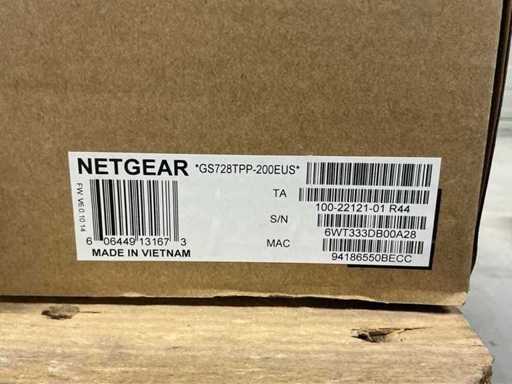 NETGEAR
*GS728TPP-200EUS*
FW V6.0.10.14
6 06449 13167 3
MADE IN VIETNAM
TA
100-22121-01 R44
S/N
6WT333DB00A28
MAC
94186550BECC